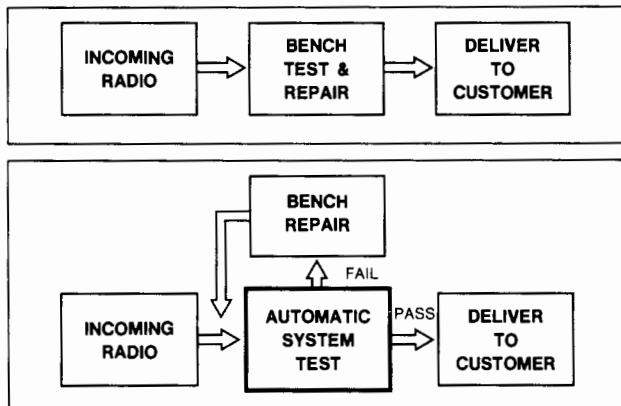 INCOMING
RADIO
BENCH
TEST &
REPAIR
DELIVER
TO
CUSTOMER
BENCH
REPAIR
FAIL
INCOMING
RADIO
AUTOMATIC
SYSTEM
TEST
PASS
DELIVER
TO
CUSTOMER